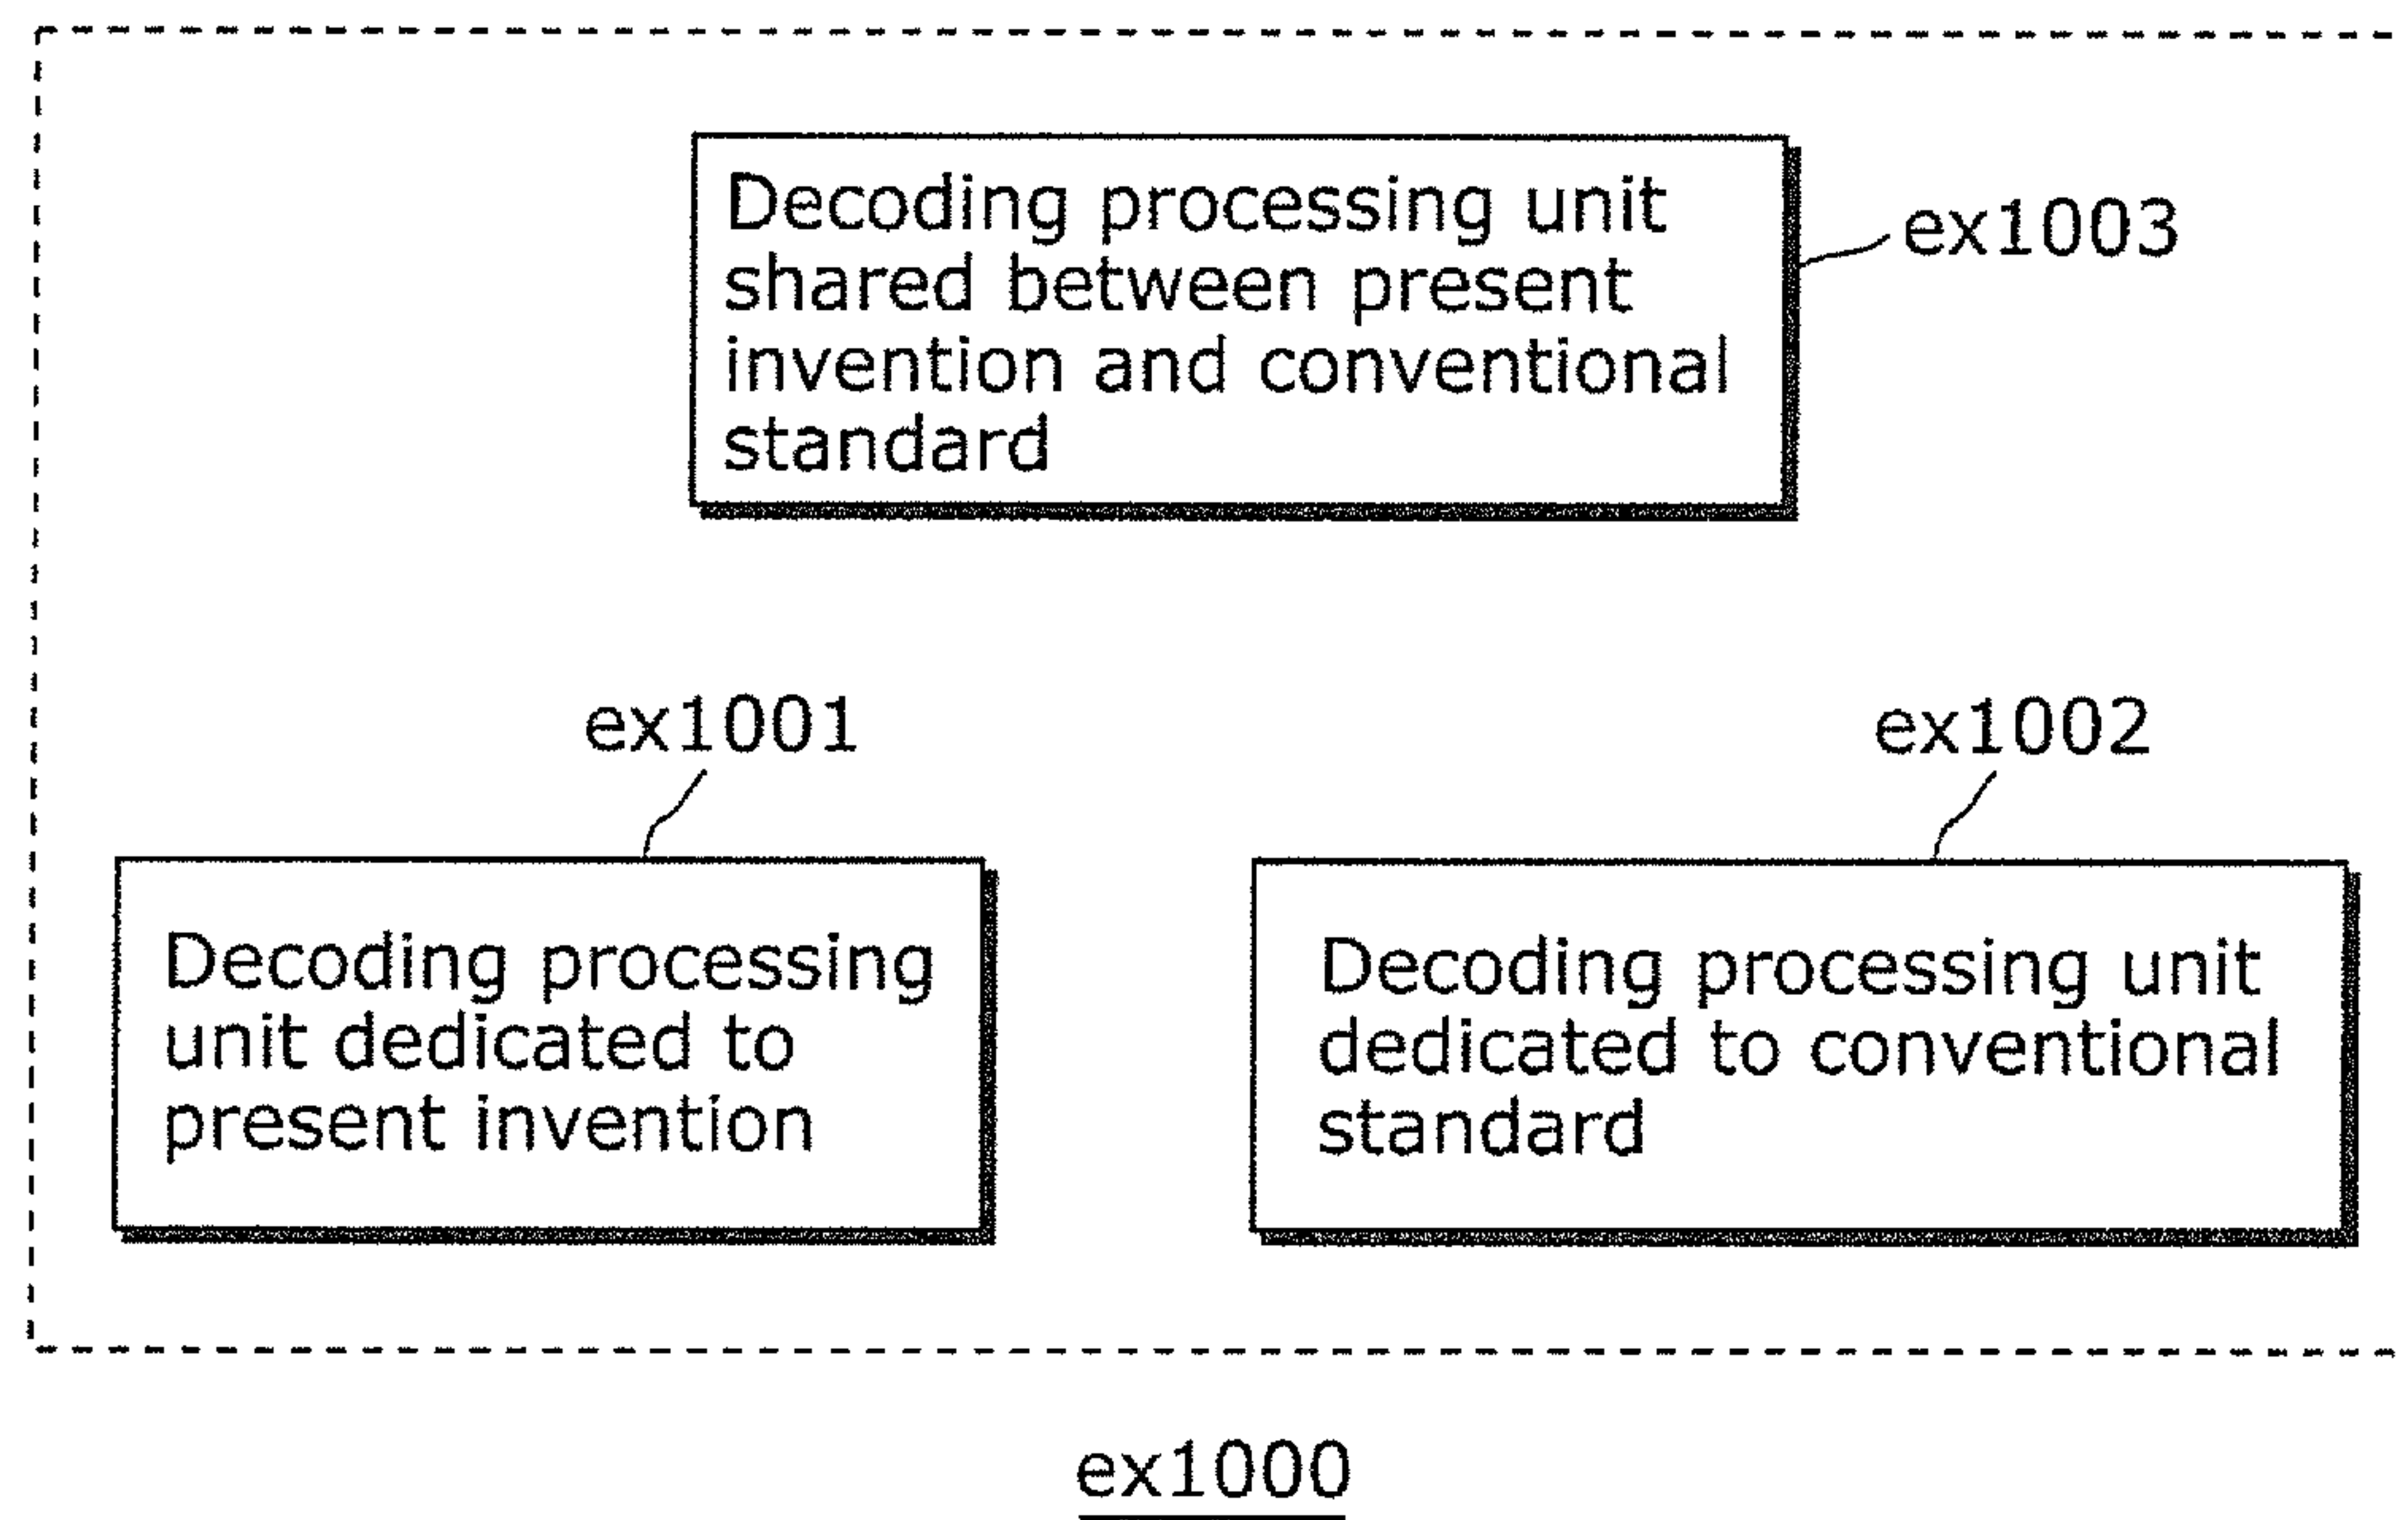 Decoding processing unit
shared between present
invention and conventional
standard
ex1003
ex1001
ex1002
Decoding processing
unit dedicated to
present invention
Decoding processing unit
dedicated to conventional
standard
ex1000